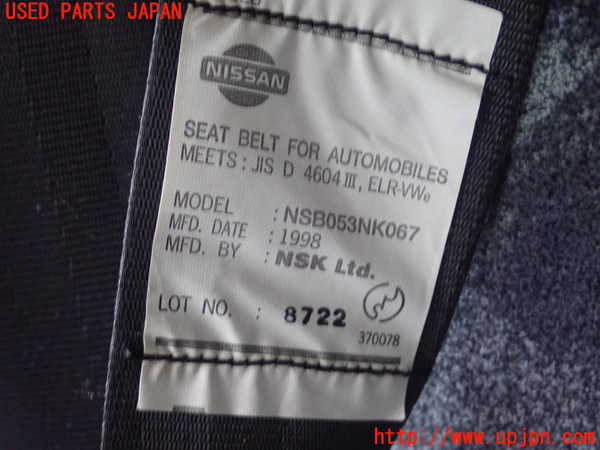 USED PARTS JAPAN
NISSAN
SEAT BELT FOR AUTOMOBILES
MEETS : JIS D 4604 III, ELR-VWe
MODEL : NSB053NK067
MFD. DATE : 1998
MFD. BY : NSK Ltd.
LOT NO. : 8722
370078
http://www.upjpn.com/